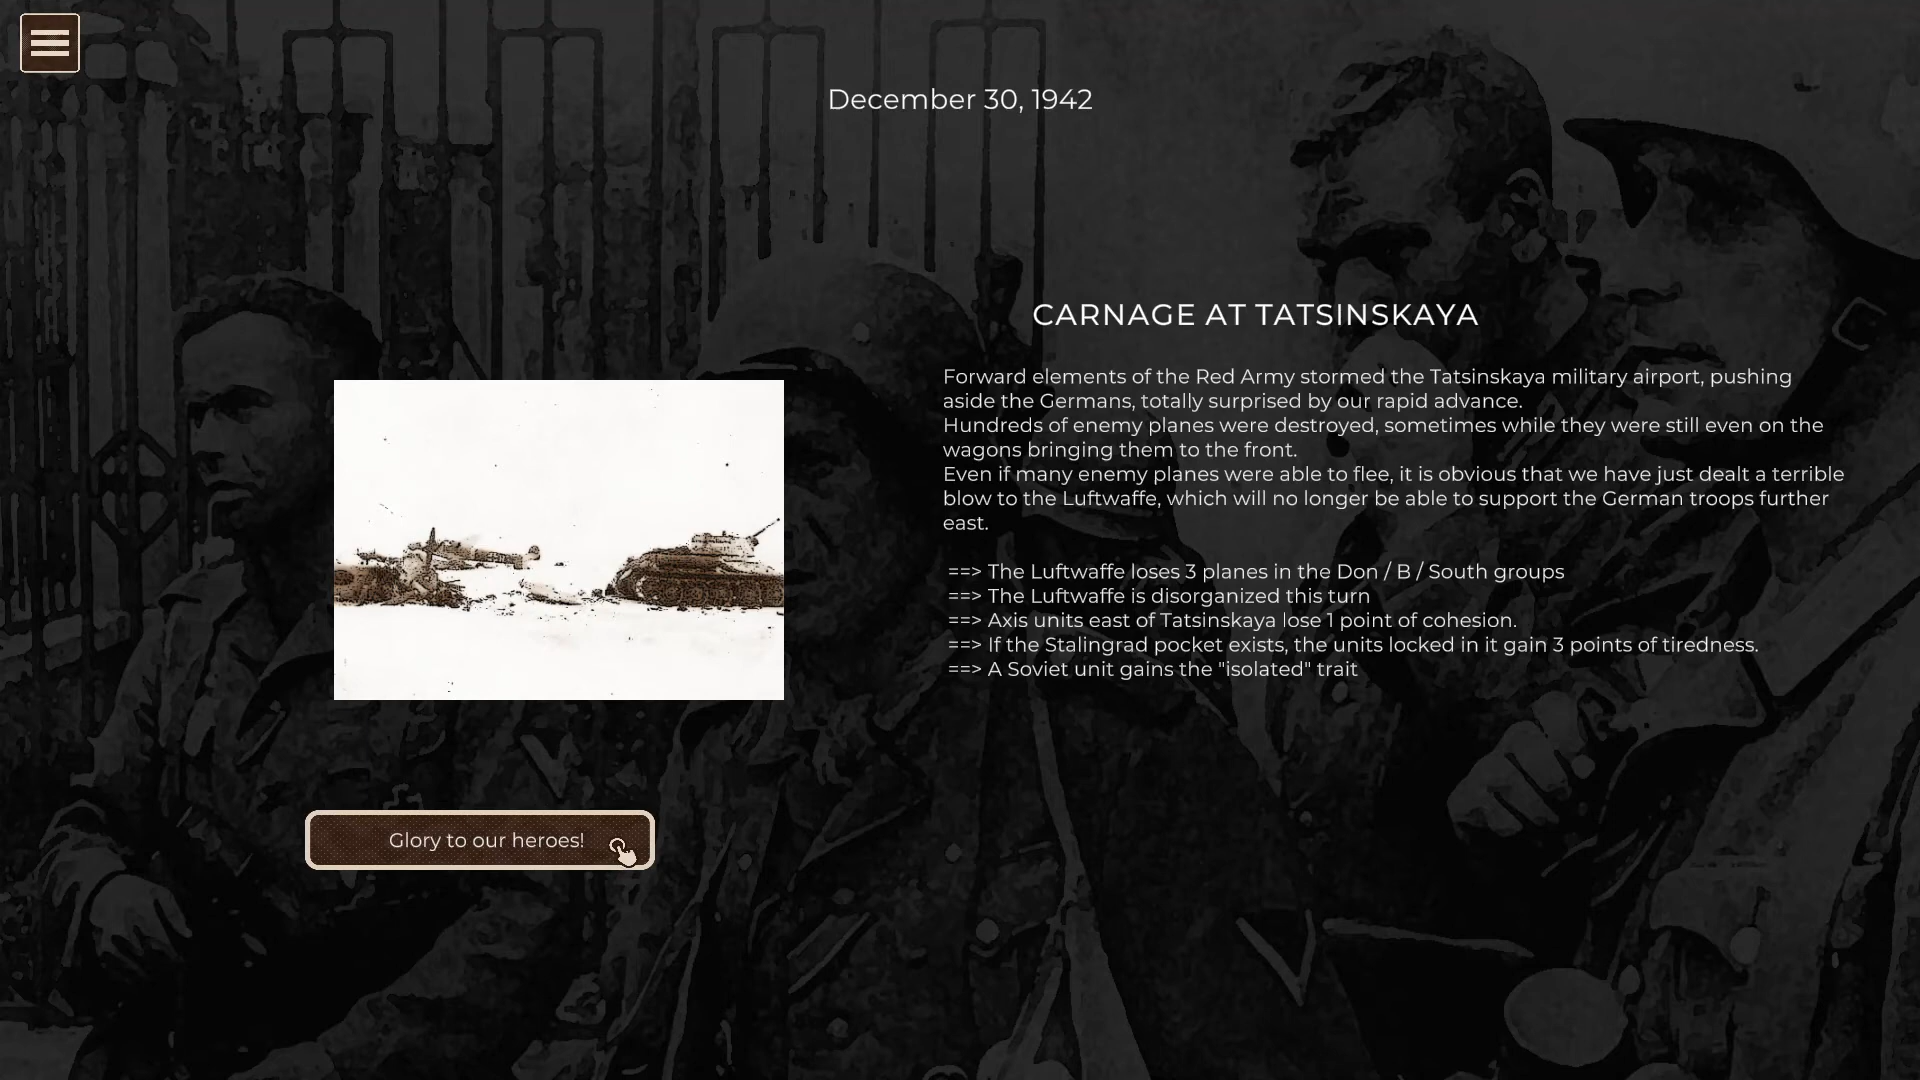 December 30, 1942
CARNAGE AT TATSINSKAYA
Forward elements of the Red Army stormed the Tatsinskaya military airport, pushing
aside the Germans, totally surprised by our rapid advance.
Hundreds of enemy planes were destroyed, sometimes while they were still even on the
wagons bringing them to the front.
Even if many enemy planes were able to flee, it is obvious that we have just dealt a terrible
blow to the Luftwaffe, which will no longer be able to support the German troops further
east.
==> The Luftwaffe loses 3 planes in the Don / B / South groups
==> The Luftwaffe is disorganized this turn
==> Axis units east of Tatsinskaya lose 1 point of cohesion.
==> If the Stalingrad pocket exists, the units locked in it gain 3 points of tiredness.
==> A Soviet unit gains the "isolated" trait
Glory to our heroes!